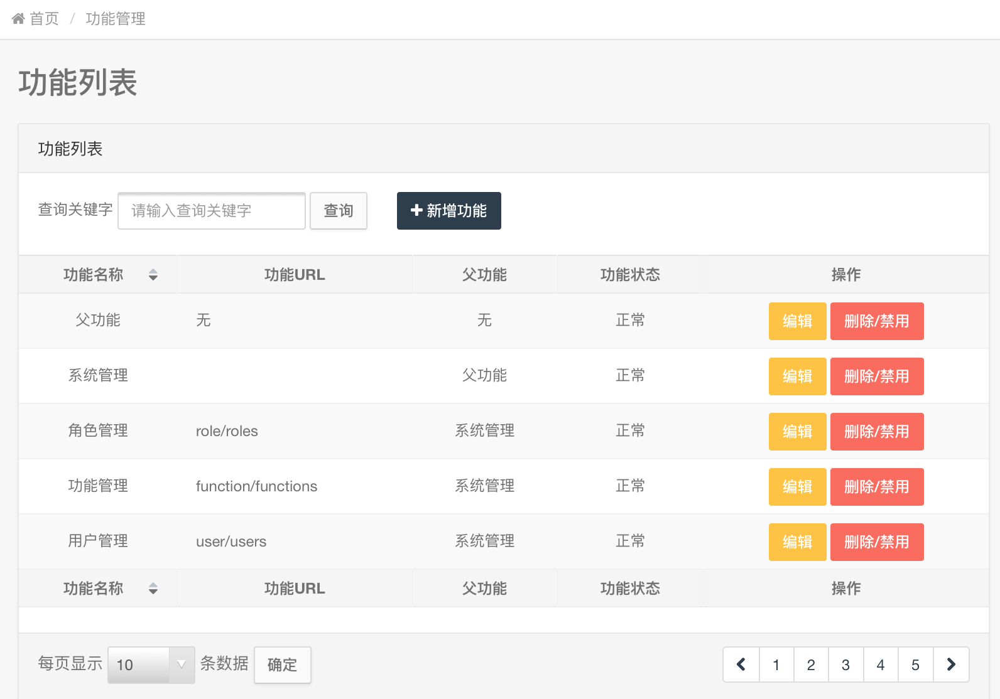 首页 / 功能管理
功能列表
功能列表
查询关键字 请输入查询关键字 查询 新增功能
功能名称 功能URL 父功能 功能状态 操作
父功能 无 无 正常 编辑 删除/禁用
系统管理 父功能 正常 编辑 删除/禁用
角色管理 role/roles 系统管理 正常 编辑 删除/禁用
功能管理 function/functions 系统管理 正常 编辑 删除/禁用
用户管理 user/users 系统管理 正常 编辑 删除/禁用
功能名称 功能URL 父功能 功能状态 操作
每页显示 10 条数据 确定 1 2 3 4 5